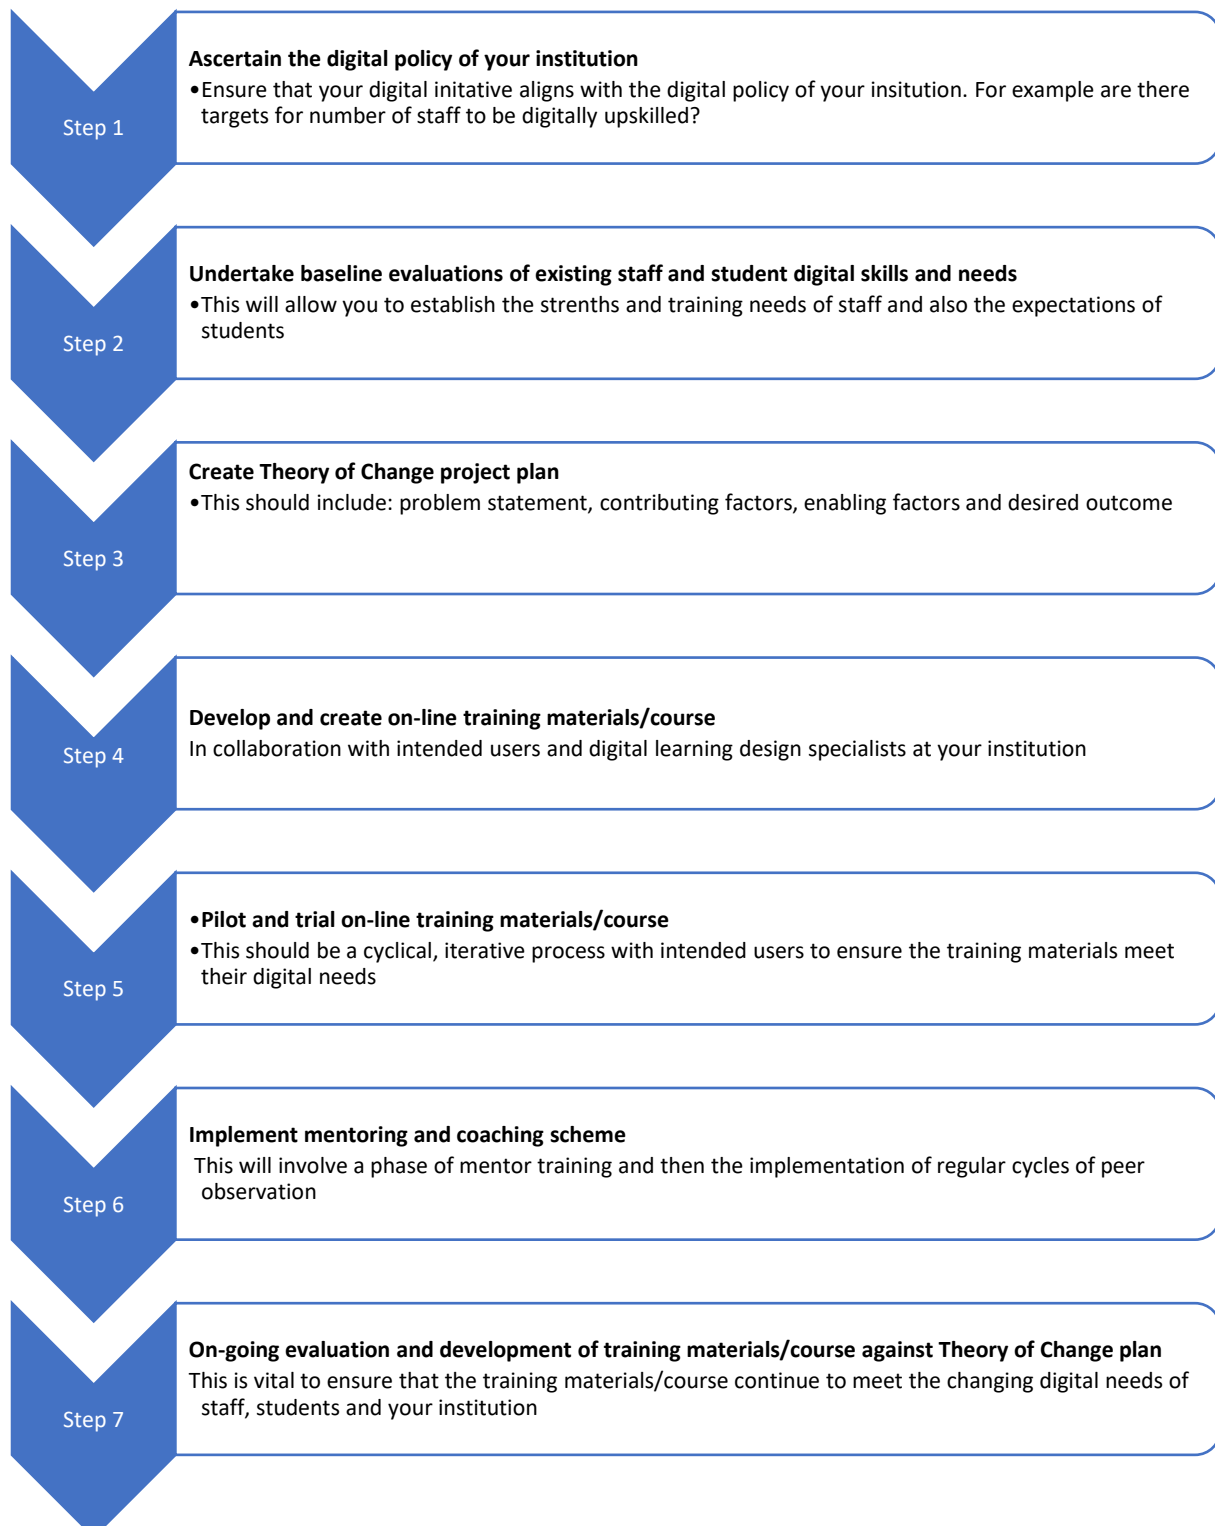 Step 1
Ascertain the digital policy of your institution
•Ensure that your digital initative aligns with the digital policy of your insitution. For example are there
targets for number of staff to be digitally upskilled?
Step 2
Undertake baseline evaluations of existing staff and student digital skills and needs
•This will allow you to establish the strenths and training needs of staff and also the expectations of
students
Step 3
Create Theory of Change project plan
•This should include: problem statement, contributing factors, enabling factors and desired outcome
Step 4
Develop and create on-line training materials/course
In collaboration with intended users and digital learning design specialists at your institution
Step 5
•Pilot and trial on-line training materials/course
•This should be a cyclical, iterative process with intended users to ensure the training materials meet
their digital needs
Step 6
Implement mentoring and coaching scheme
This will involve a phase of mentor training and then the implementation of regular cycles of peer
observation
Step 7
On-going evaluation and development of training materials/course against Theory of Change plan
This is vital to ensure that the training materials/course continue to meet the changing digital needs of
staff, students and your institution